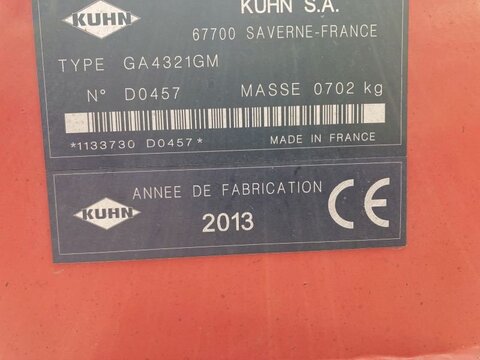 KUHN
KUHN S.A.
67700 SAVERNE-FRANCE
TYPE GA4321GM
N° D0457 MASSE 0702 kg
*1133730 D0457* MADE IN FRANCE
KUHN
ANNEE DE FABRICATION
2013
CE